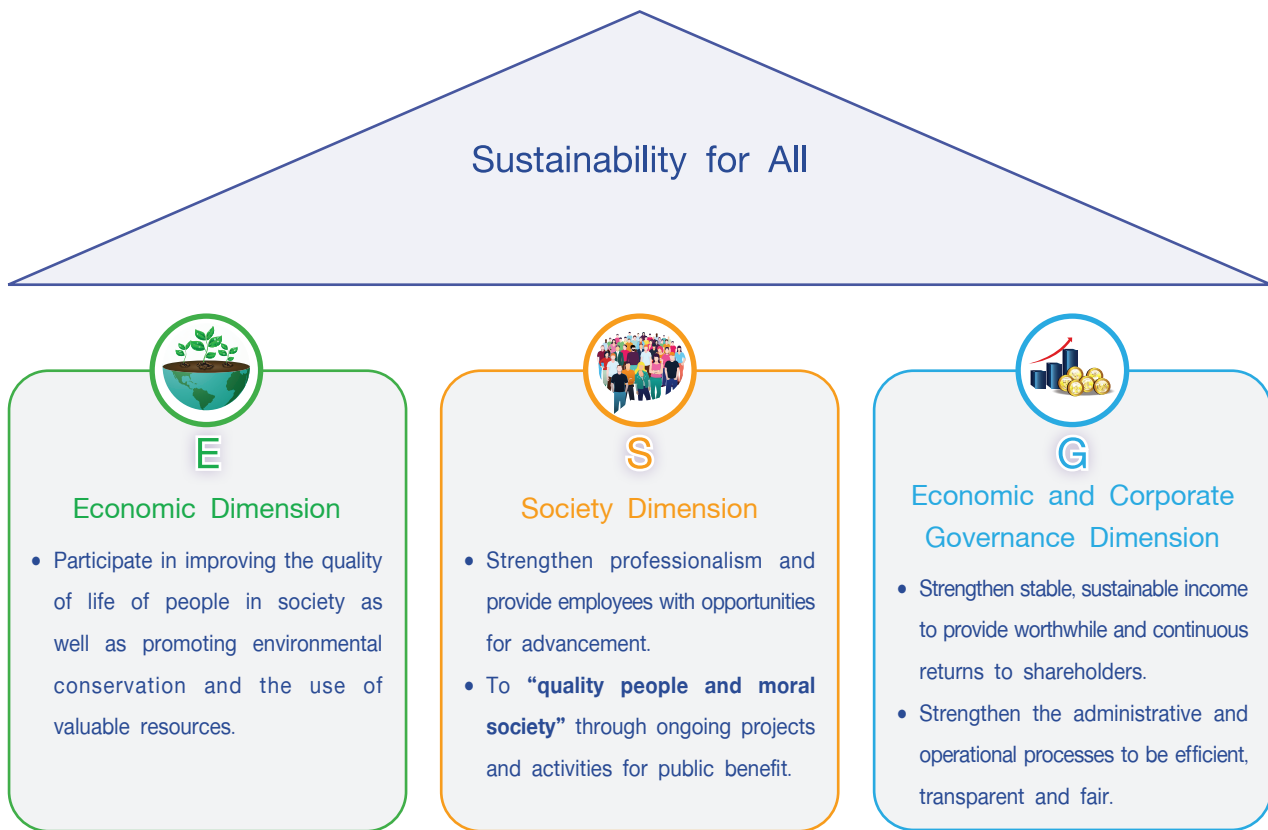 Sustainability for All
E
Economic Dimension
• Participate in improving the quality
of life of people in society as
well as promoting environmental
conservation and the use of
valuable resources.
S
Society Dimension
• Strengthen professionalism and
provide employees with opportunities
for advancement.
• To “quality people and moral
society” through ongoing projects
and activities for public benefit.
G
Economic and Corporate
Governance Dimension
• Strengthen stable, sustainable income
to provide worthwhile and continuous
returns to shareholders.
• Strengthen the administrative and
operational processes to be efficient,
transparent and fair.